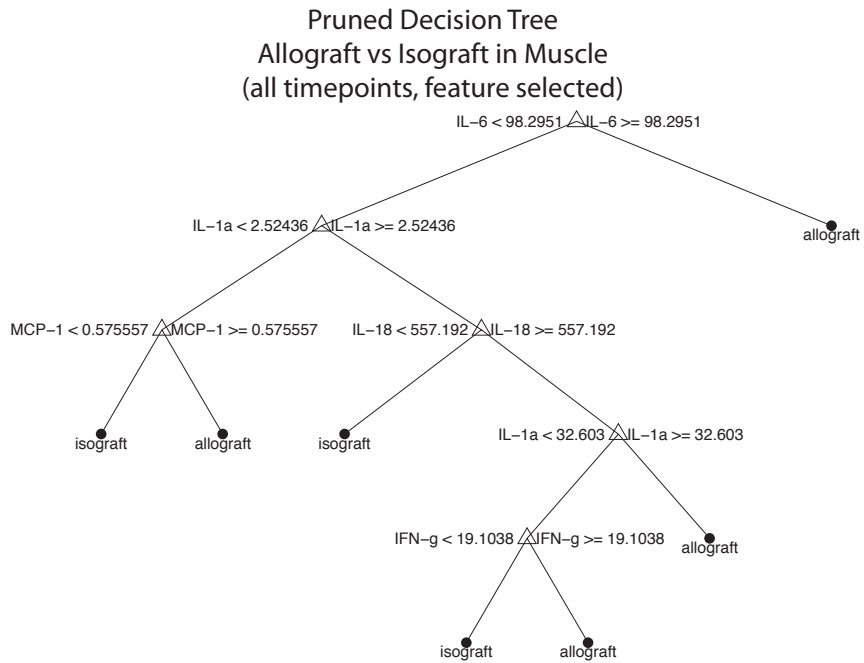 Pruned Decision Tree
Allograft vs Isograft in Muscle
(all timepoints, feature selected)
IL−6 < 98.2951 IL−6 >= 98.2951
IL−1a < 2.52436 IL−1a >= 2.52436
allograft
MCP−1 < 0.575557 MCP−1 >= 0.575557 IL−18 < 557.192 IL−18 >= 557.192
isograft allograft isograft IL−1a < 32.603 IL−1a >= 32.603
IFN−g < 19.1038 IFN−g >= 19.1038 allograft
isograft allograft